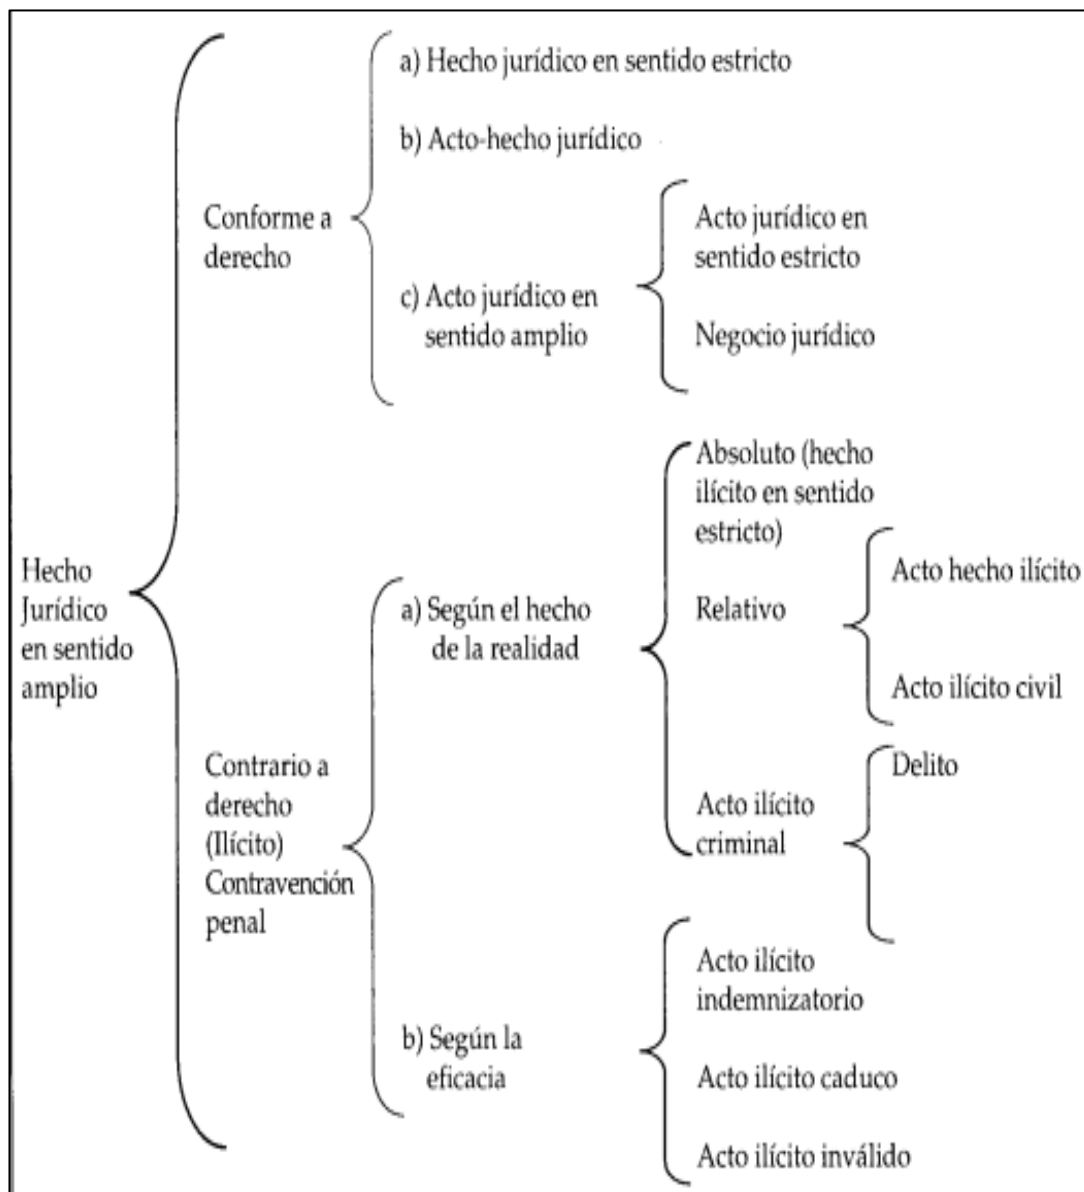 Hecho
Jurídico
en sentido
amplio
Conforme a
derecho
a) Hecho jurídico en sentido estricto
b) Acto-hecho jurídico
c) Acto jurídico en
sentido amplio
Acto jurídico en
sentido estricto
Negocio jurídico
Contrario a
derecho
(Ilícito)
Contravención
penal
a) Según el hecho
de la realidad
Absoluto (hecho
ilícito en sentido
estricto)
Relativo
Acto hecho ilícito
Acto ilícito civil
Acto ilícito
criminal
Delito
b) Según la
eficacia
Acto ilícito
indemnizatorio
Acto ilícito caduco
Acto ilícito inválido